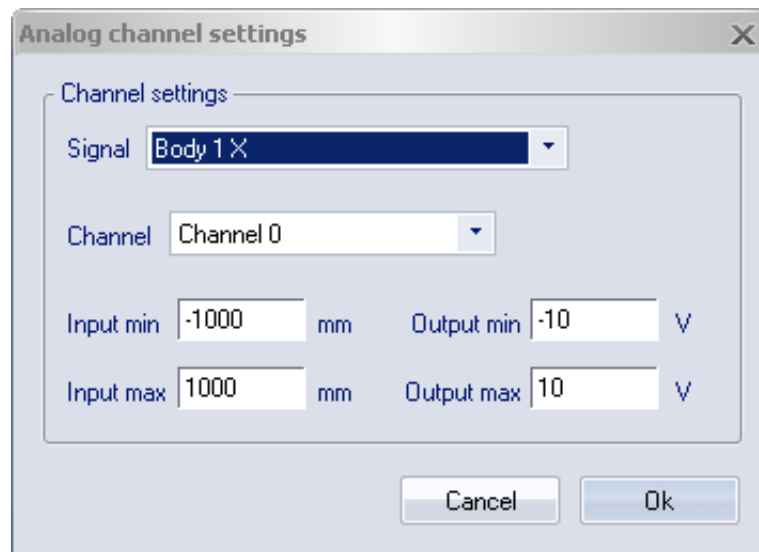 Analog channel settings
Channel settings
Signal Body 1 X
Channel Channel 0
Input min -1000 mm Output min -10 V
Input max 1000 mm Output max 10 V
Cancel Ok